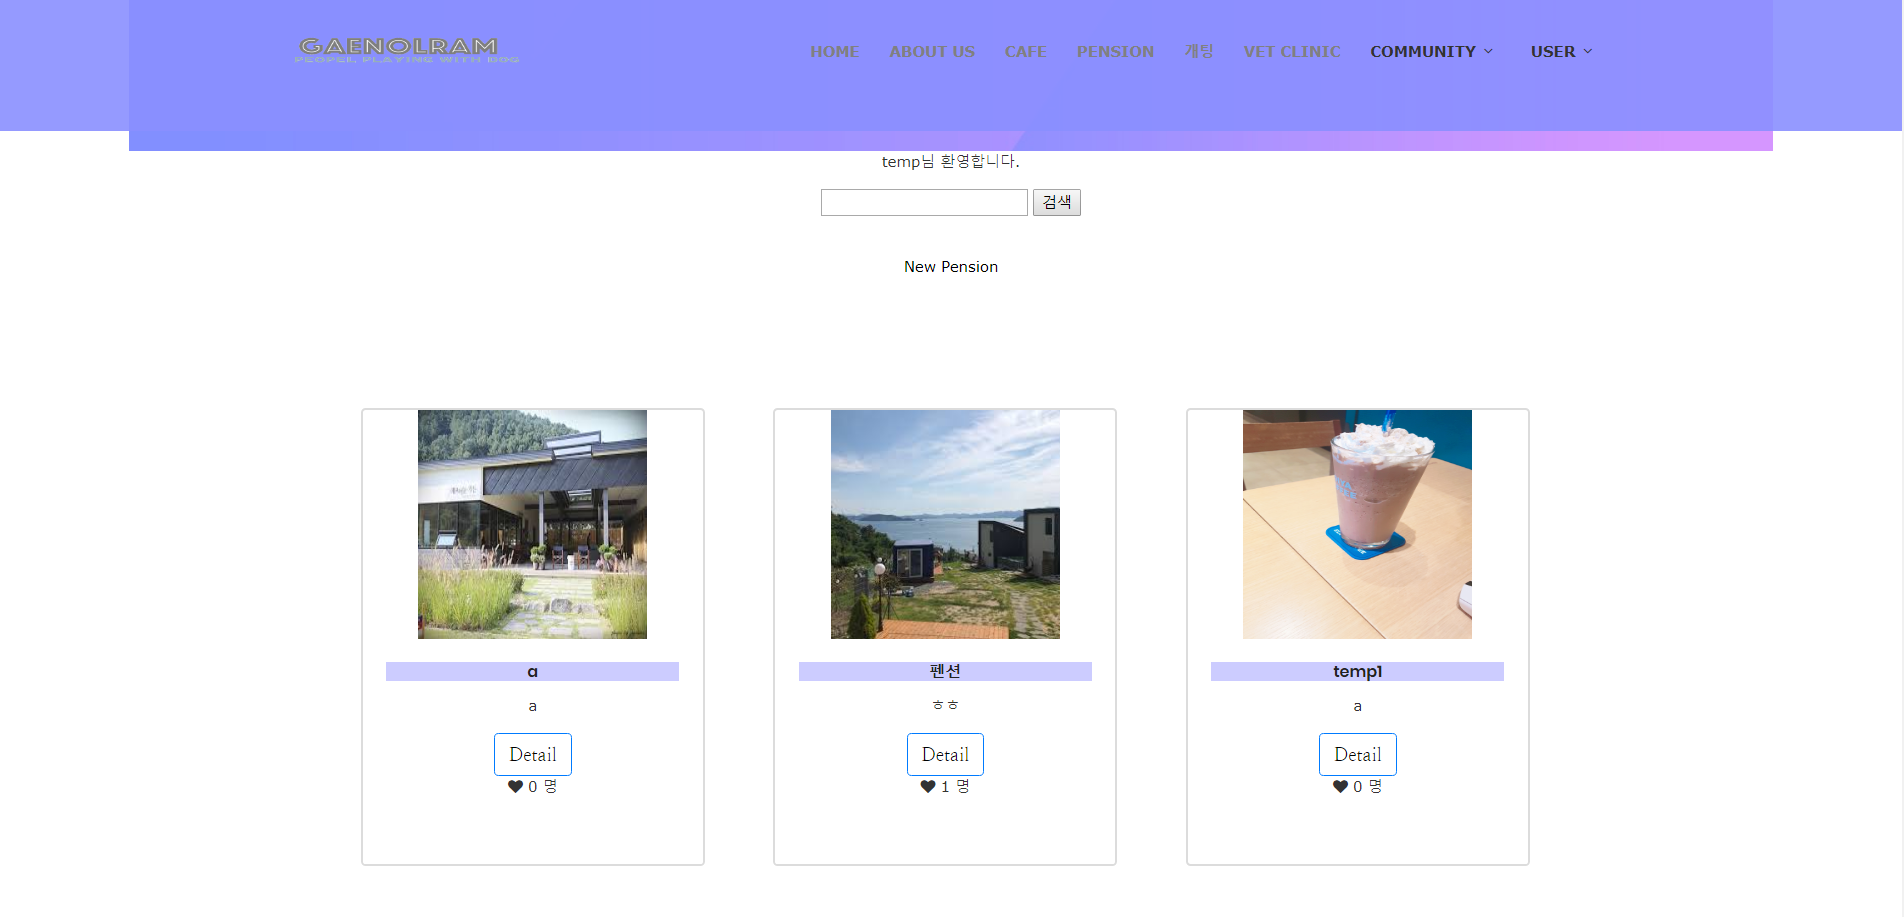 GAENOLRAM
PEOPEL, PLAYING WITH DOG
HOME ABOUT US CAFE PENSION 개팅 VET CLINIC COMMUNITY USER
temp님 환영합니다.
검색
New Pension
a
a
Detail
0 명
펜션
ㅎㅎ
Detail
1 명
temp1
a
Detail
0 명